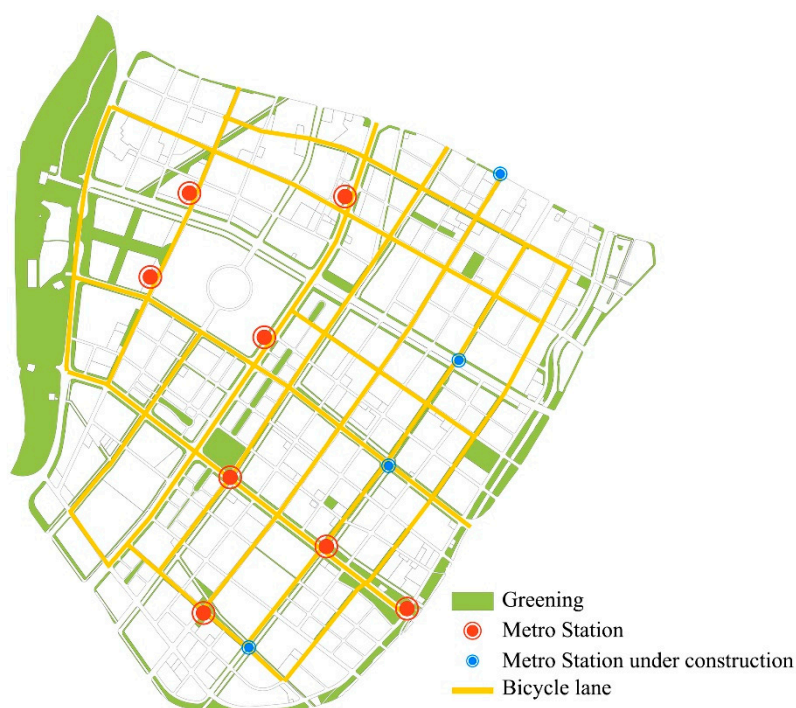 Greening
Metro Station
Metro Station under construction
Bicycle lane